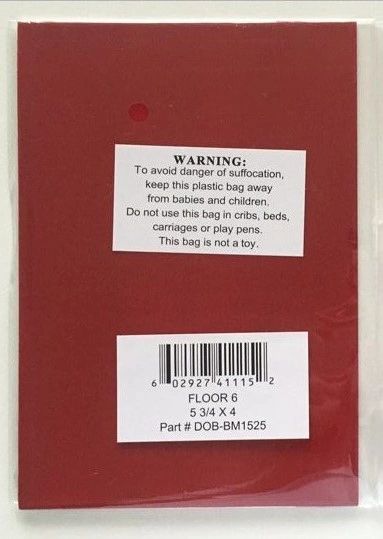 WARNING:
To avoid danger of suffocation,
keep this plastic bag away
from babies and children.
Do not use this bag in cribs, beds,
carriages or play pens.
This bag is not a toy.
6 02927 41115 2
FLOOR 6
5 3/4 X 4
Part # DOB-BM1525